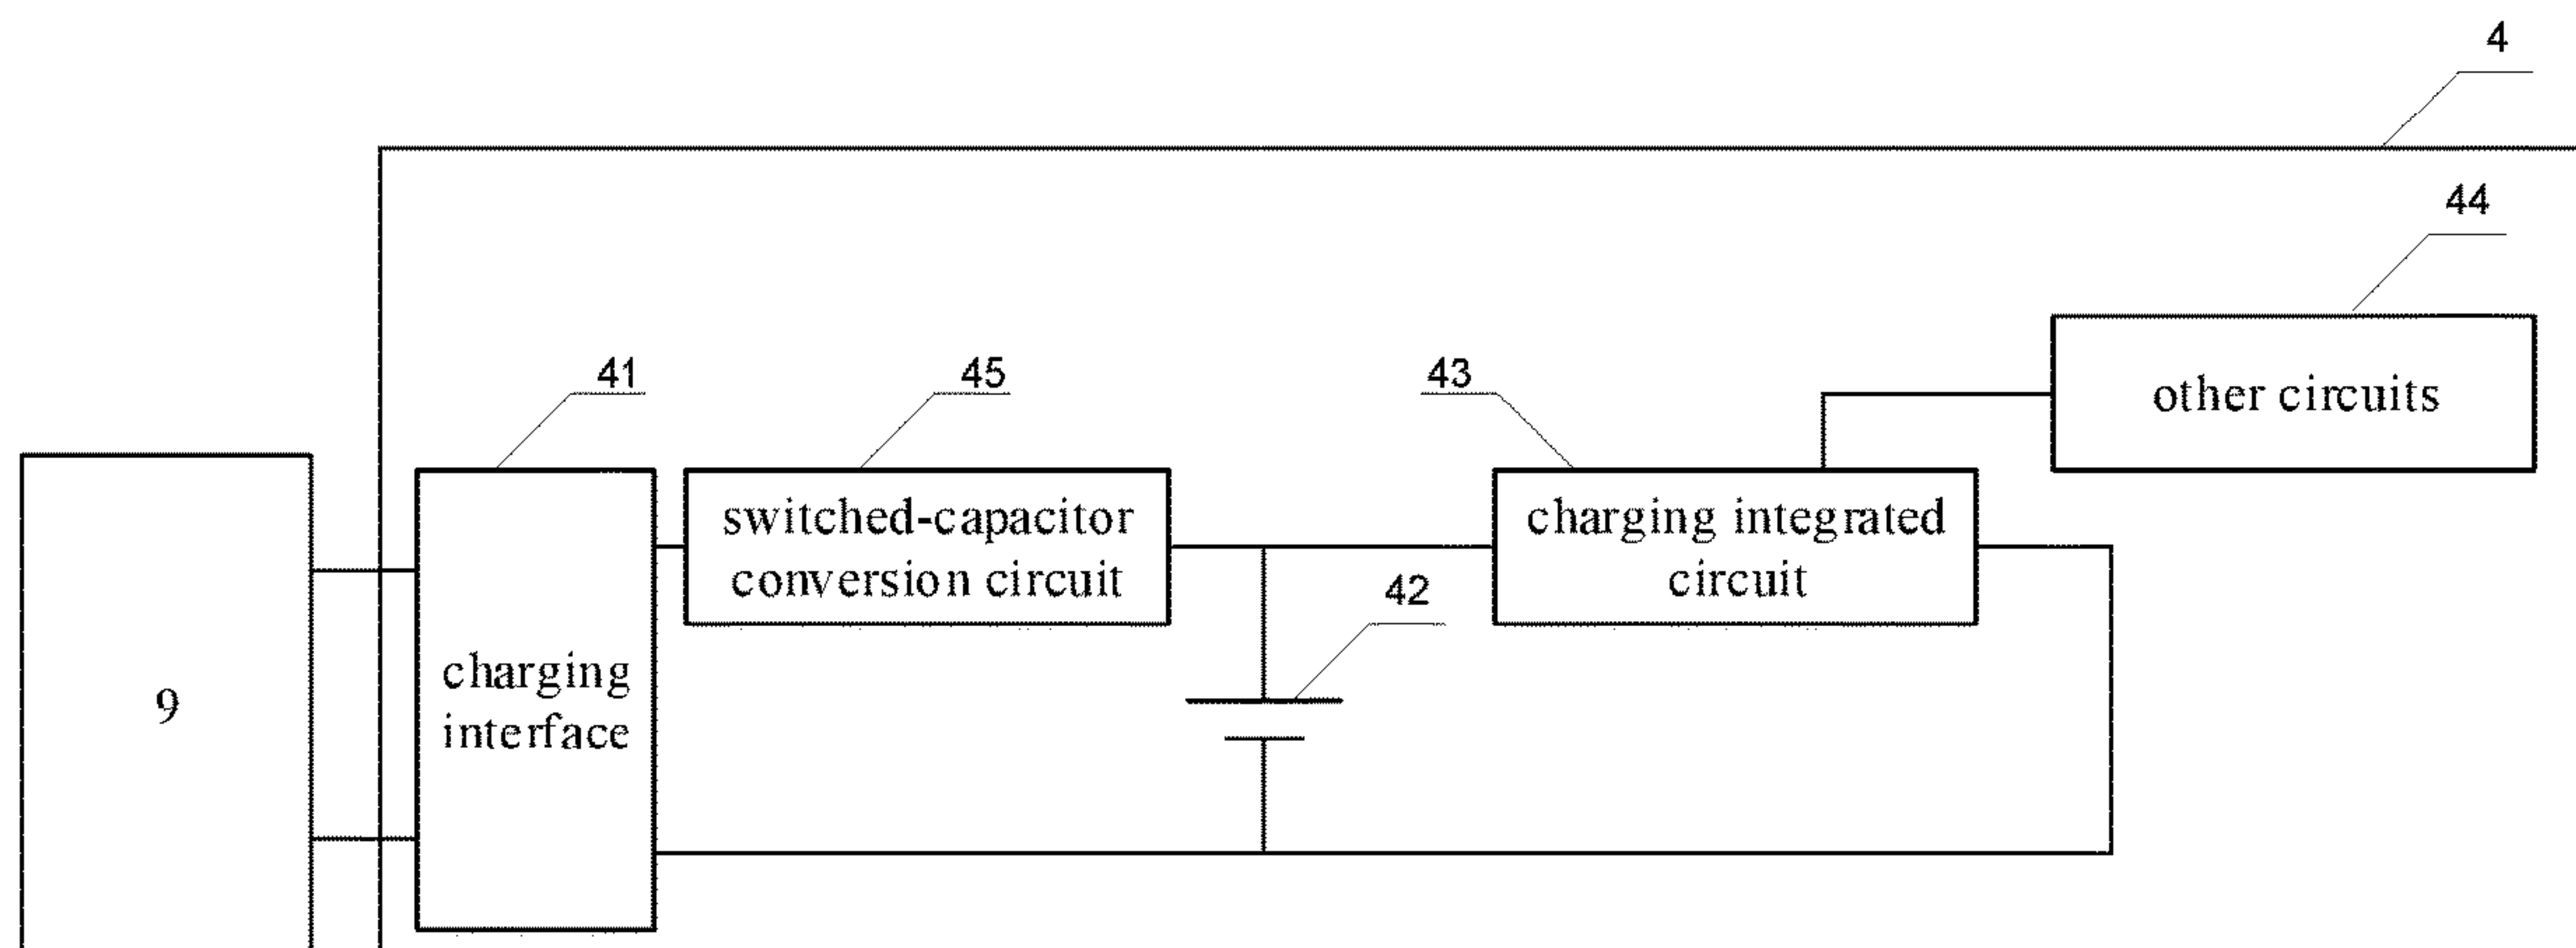 4
44
41
45
43
other circuits
switched-capacitor
conversion circuit
charging integrated
circuit
42
charging
interface
9